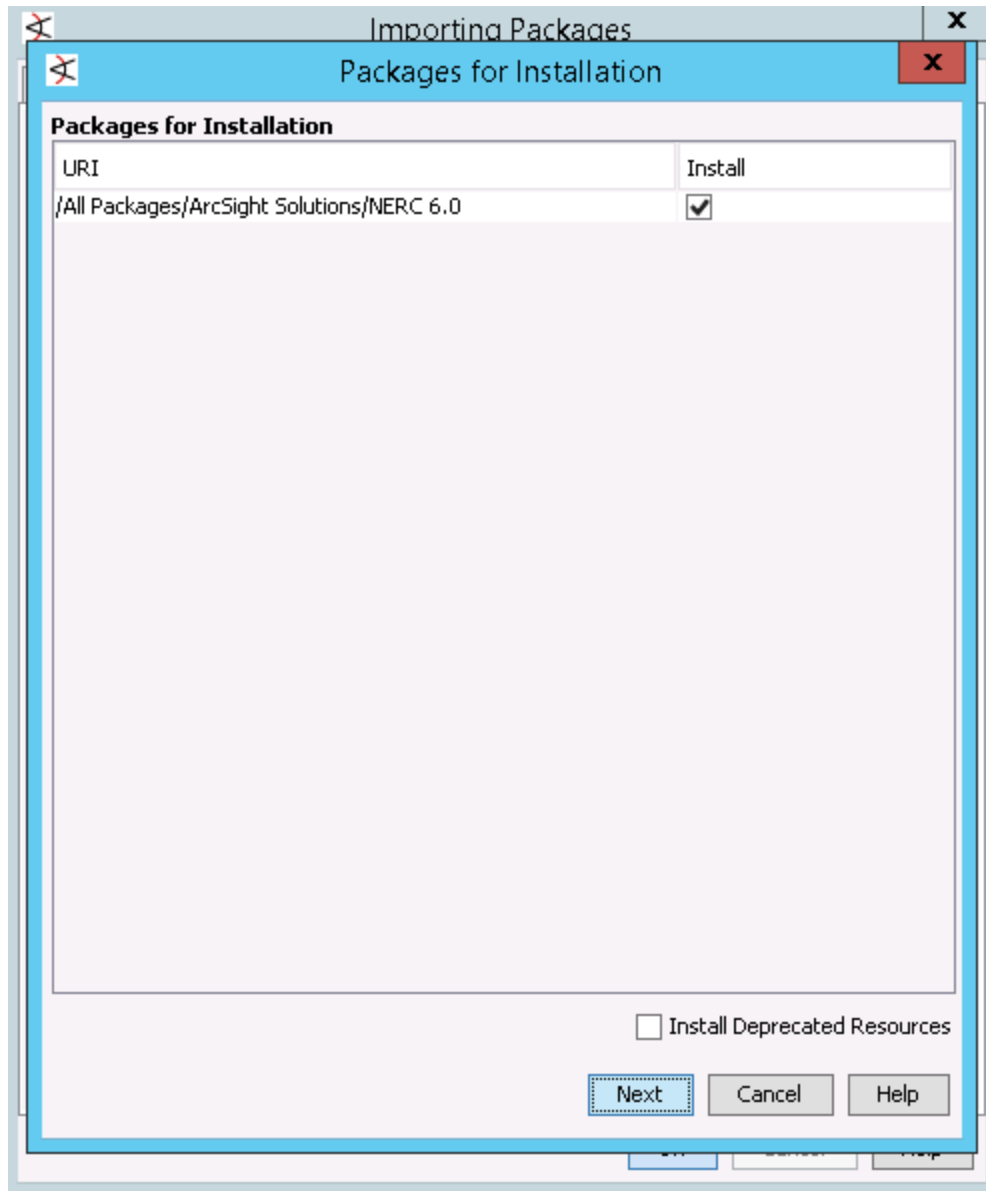 Importing Packages
X
Packages for Installation
X
Packages for Installation
URI
Install
/All Packages/ArcSight Solutions/NERC 6.0
Install Deprecated Resources
Next
Cancel
Help